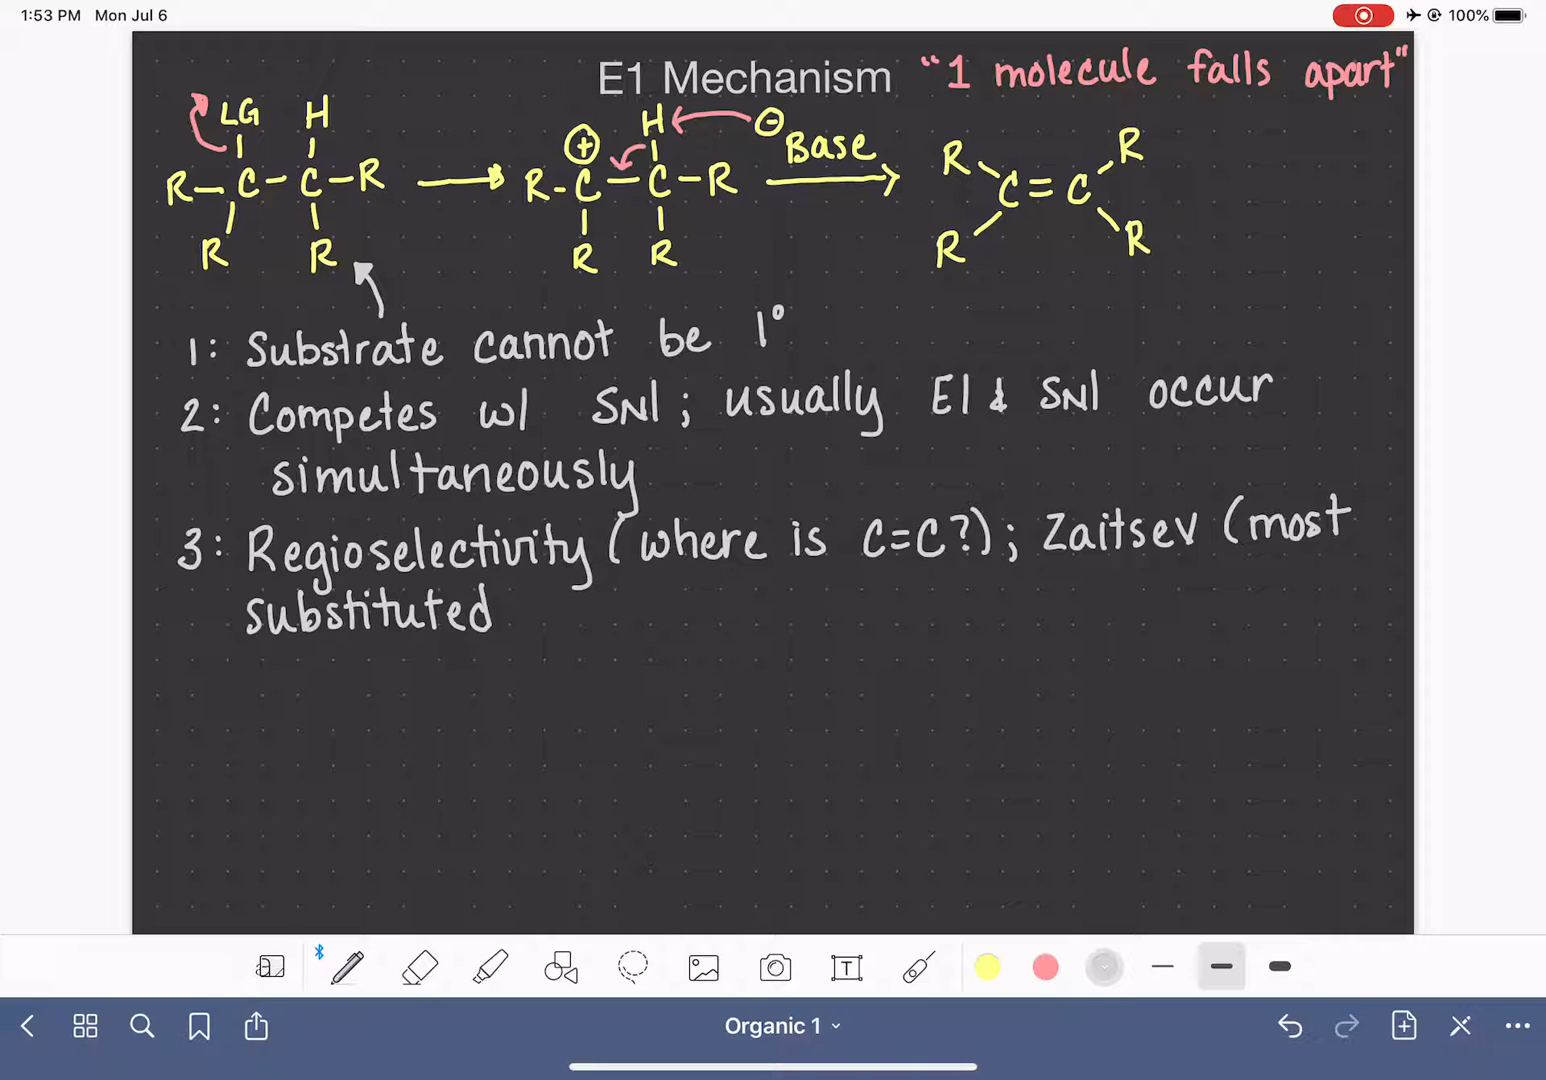 1:53 PM Mon Jul 6
100%
E1 Mechanism "1 molecule falls apart"
LG H
R-C-C-R
R R
⊕ H ⊖ Base
R-C-C-R
R R
R R
C=C
R R
1: Substrate cannot be 1°
2: Competes w/ SN1; usually E1 & SN1 occur
simultaneously
3: Regioselectivity (where is C=C?); Zaitsev (most
substituted
T
Organic 1